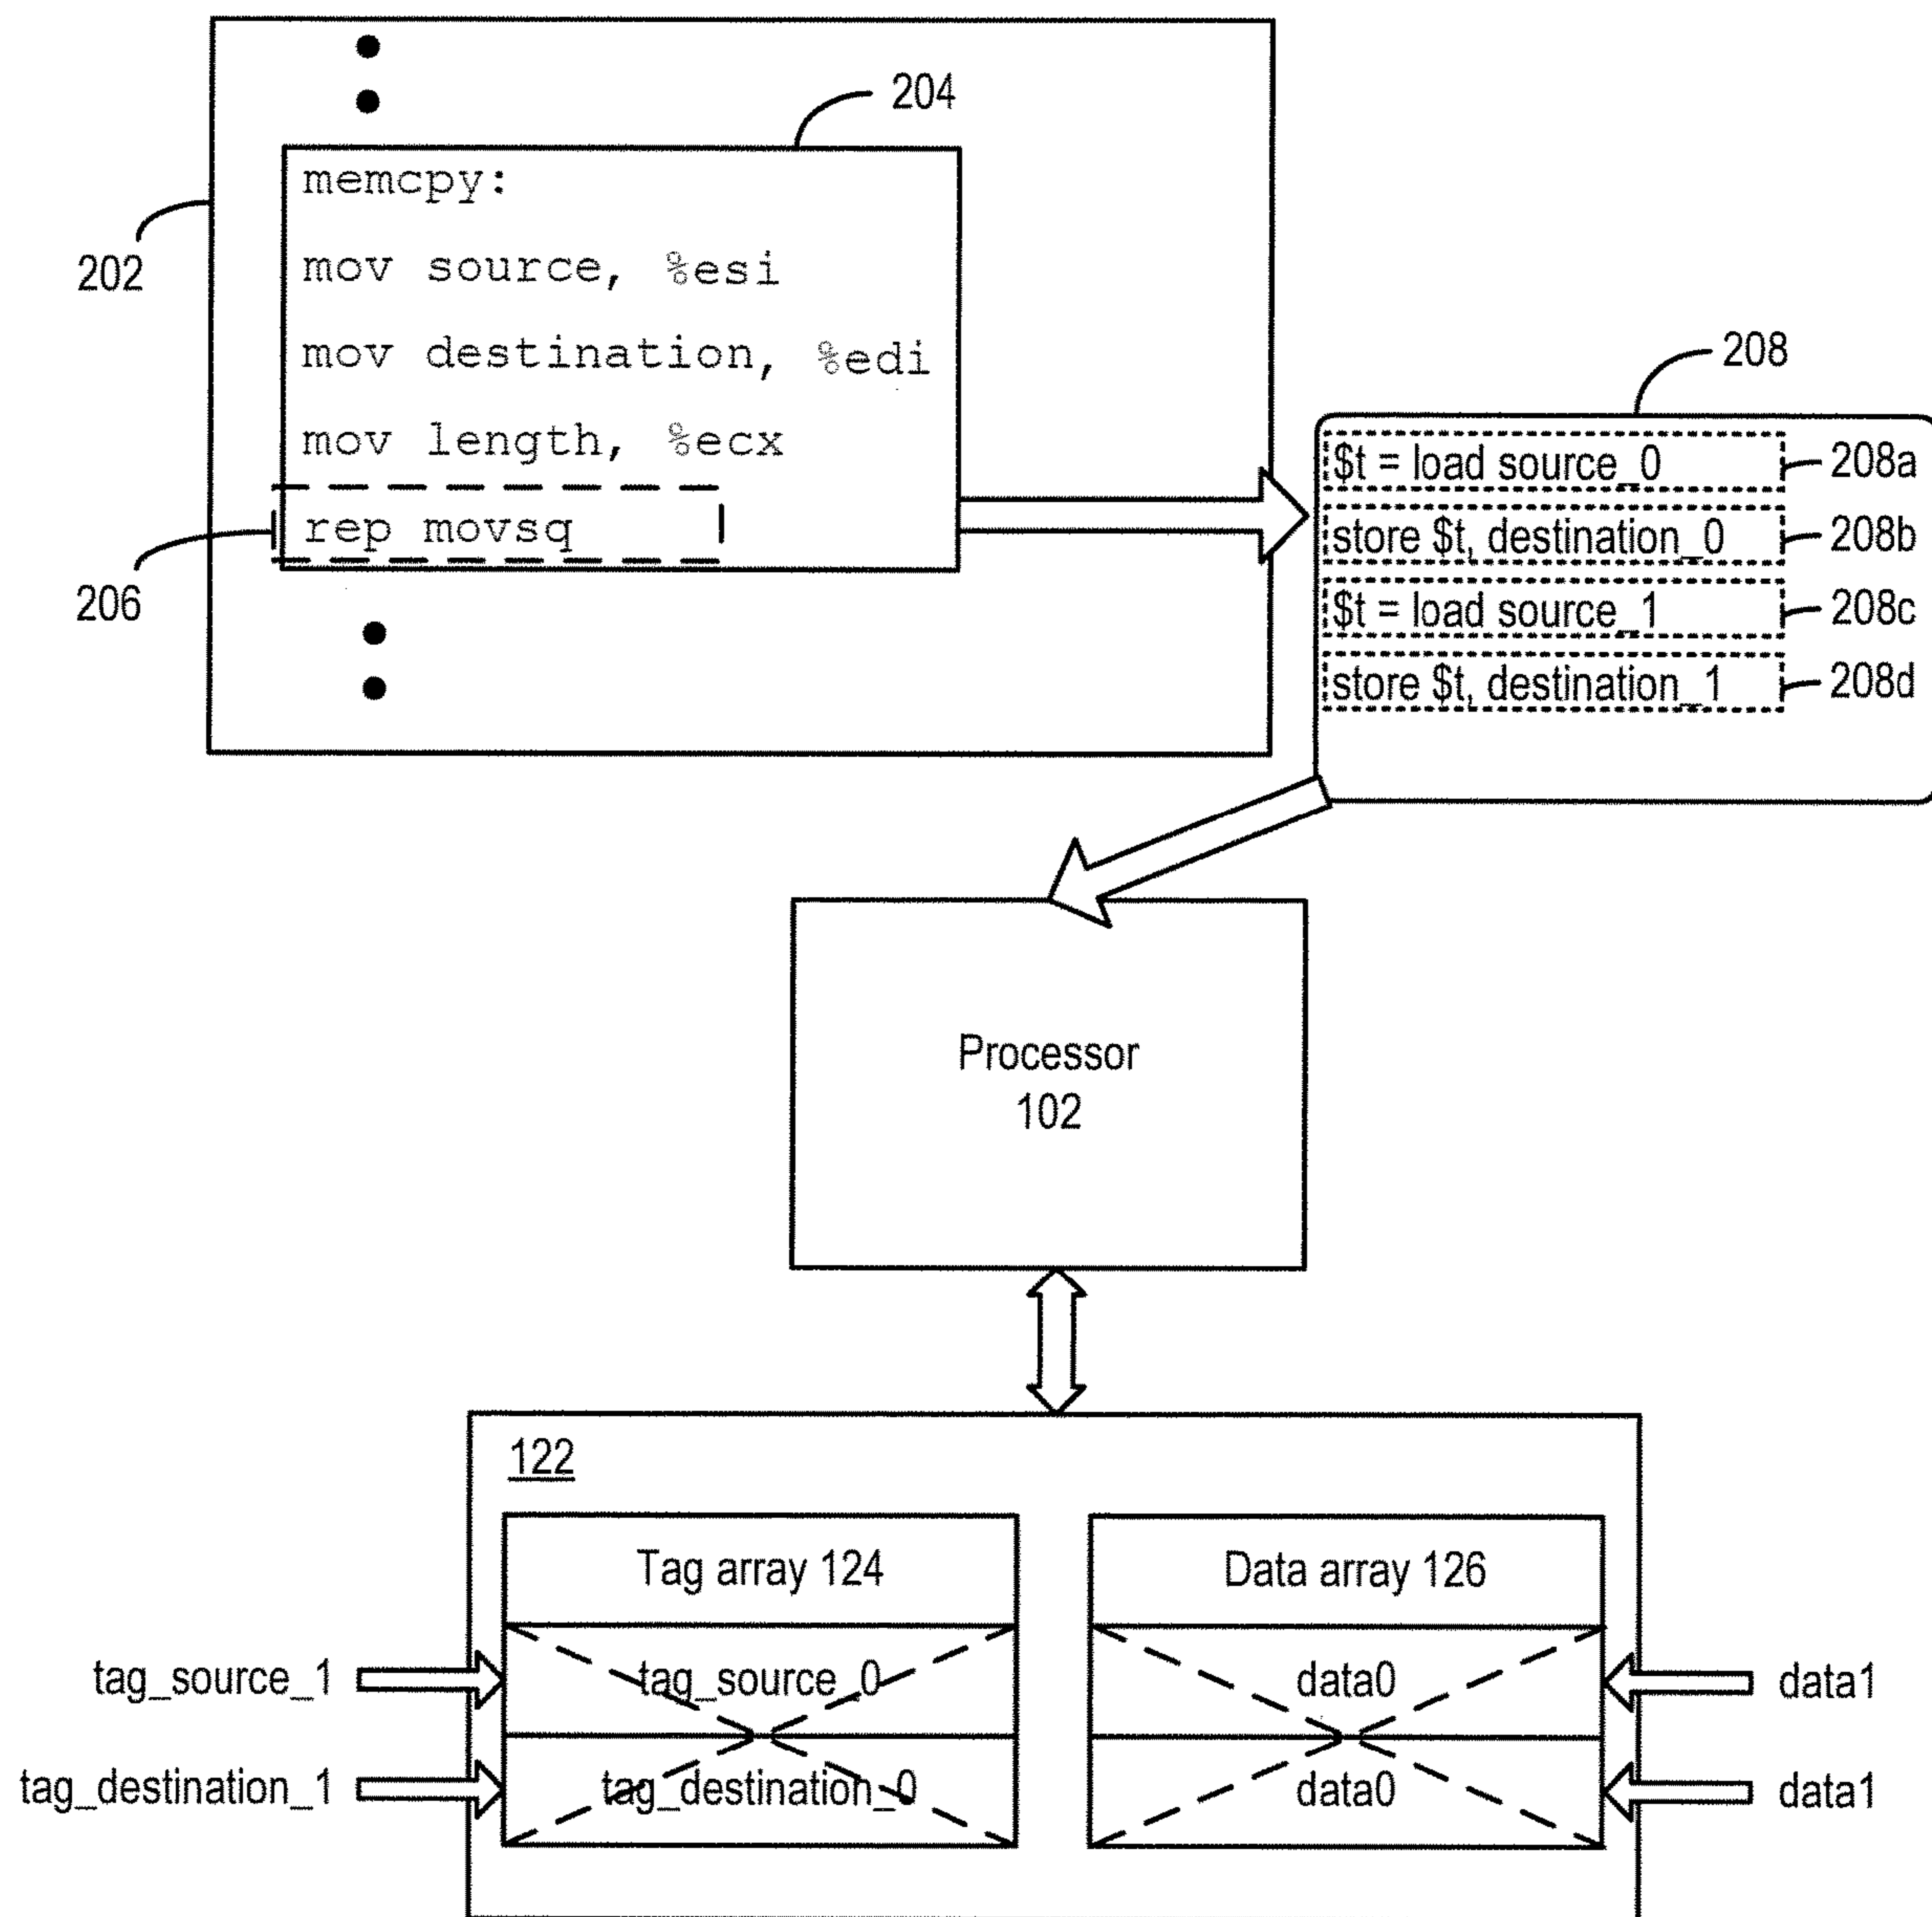 204
memcpy:
mov source, %esi
202
mov destination, %edi
208
mov length, %ecx
$t = load source_0
208a
rep movsq
store $t, destination_0
208b
206
$t = load source_1
208c
store $t, destination_1
208d
Processor
102
122
Tag array 124
Data array 126
tag_source_1
tag_source_0
data0
data1
tag_destination_1
tag_destination_0
data0
data1